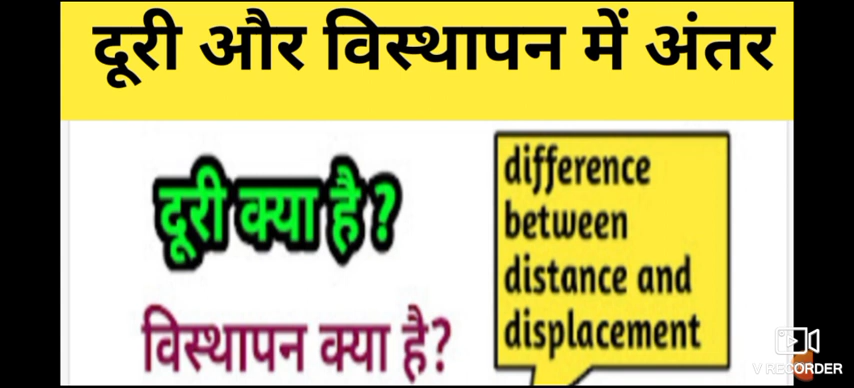 दूरी और विस्थापन में अंतर
दूरी क्या है ?
विस्थापन क्या है?
difference
between
distance and
displacement
V RECORDER